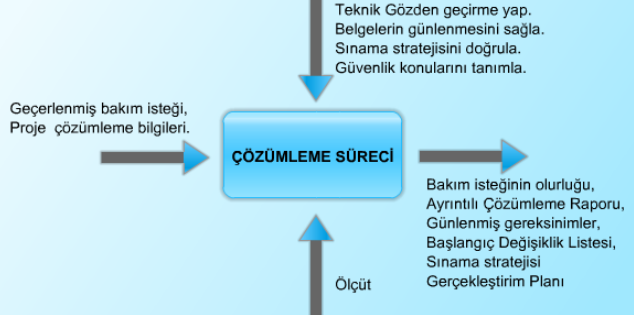 Teknik Gözden geçirme yap.
Belgelerin günlenmesini sağla.
Sınama stratejisini doğrula.
Güvenlik konularını tanımla.
Geçerlenmiş bakım isteği,
Proje çözümleme bilgileri.
ÇÖZÜMLEME SÜRECİ
Bakım isteğinin olurluğu,
Ayrıntılı Çözümleme Raporu,
Günlenmiş gereksinimler,
Başlangıç Değişiklik Listesi,
Sınama stratejisi
Gerçekleştirim Planı
Ölçüt